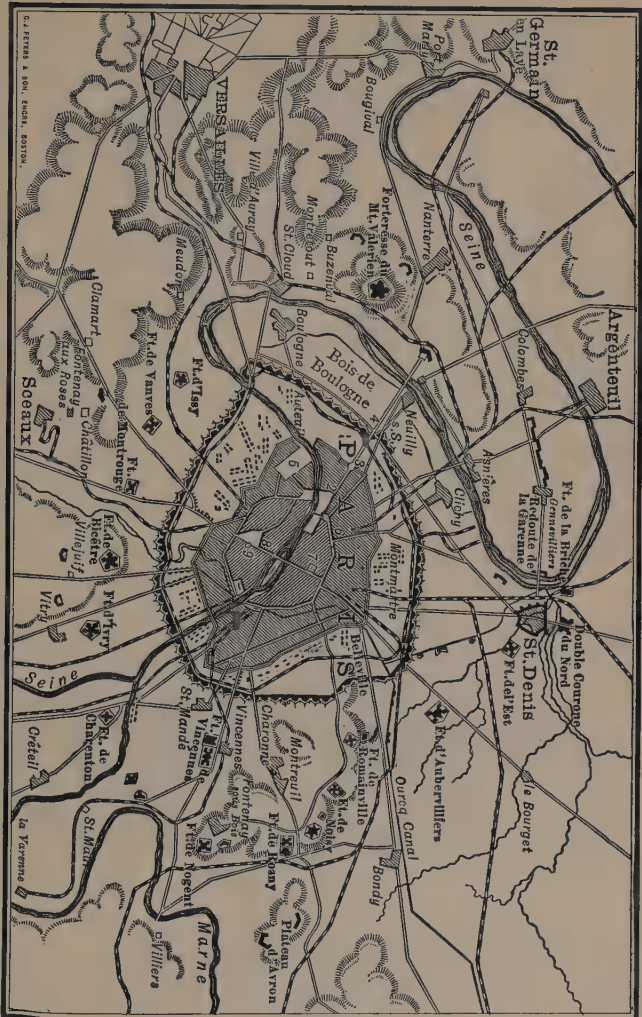 St.
Germain
en Laye
Port
Marly
Bougival
Seine
Argenteuil
Nanterre
Colombes
Forteresse du
Mt. Valerien
Buzenval
Montretout
St. Cloud
Ville d'Avray
VERSAILLES
Gennevilliers
Redoute de
la Garenne
Ft. de la Briche
Double Couronne
du Nord
St. Denis
Ft. de l'Est
Asnières
Clichy
Neuilly
Bois de
Boulogne
Boulogne
Auteuil
Meudon
Ft. d'Issy
Ft. de Vanves
Clamart
Châtillon
Fontenay
aux Roses
Sceaux
Ft.
de Montrouge
PARIS
6
7
8
9
Montmartre
Belleville
Ft. d'Aubervilliers
le Bourget
Ourcq Canal
Bondy
Ft. de
Romainville
Ft. de
Noisy
Montreuil
Charonne
Vincennes
Ft. de
Vincennes
St. Mandé
Fontenay
sous Bois
Ft. de Rosny
Plateau
d'Avron
Ft. de Nogent
Ft. de
Bicêtre
Villejuif
Ft. d'Ivry
Vitry
Seine
Ft. de
Charenton
Créteil
St. Maur
la Varenne
Marne
Villiers
C.J. PETERS & SON, ENGRS, BOSTON.